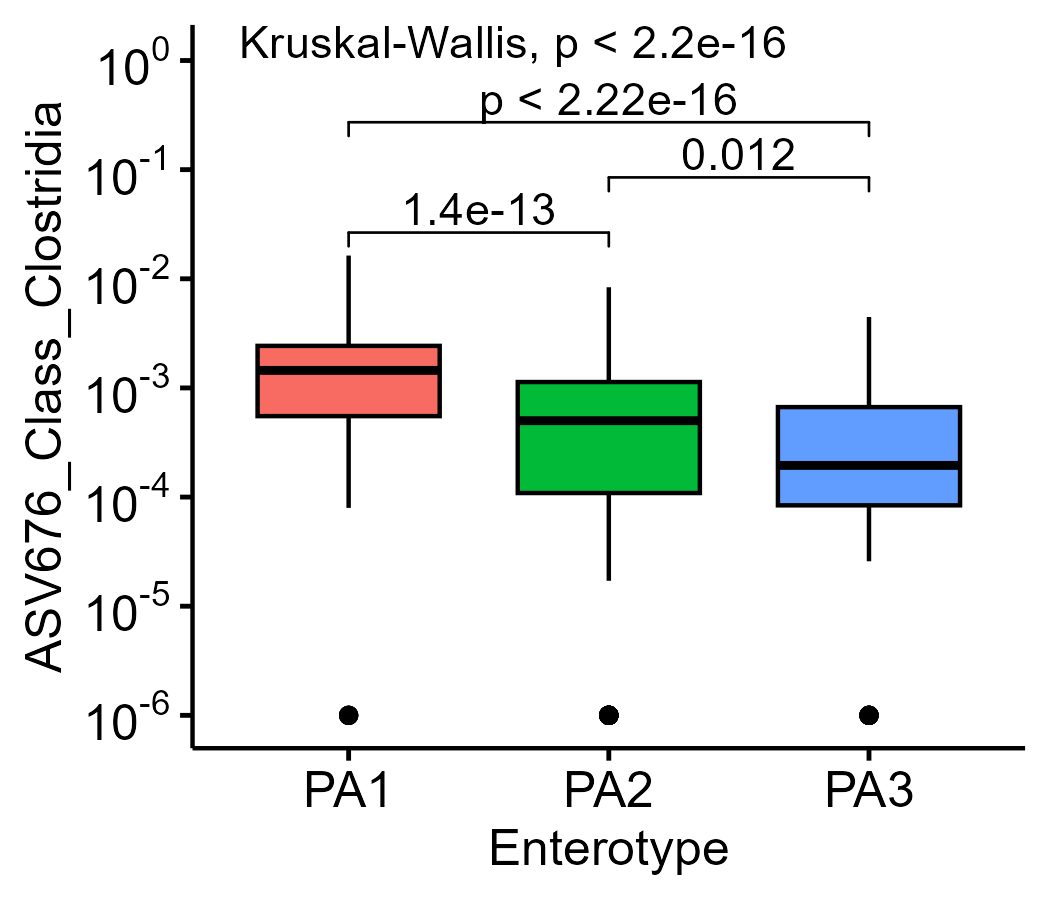 Kruskal-Wallis, p < 2.2e-16
p < 2.22e-16
0.012
1.4e-13
ASV676_Class_Clostridia
10^0
10^-1
10^-2
10^-3
10^-4
10^-5
10^-6
PA1 PA2 PA3
Enterotype